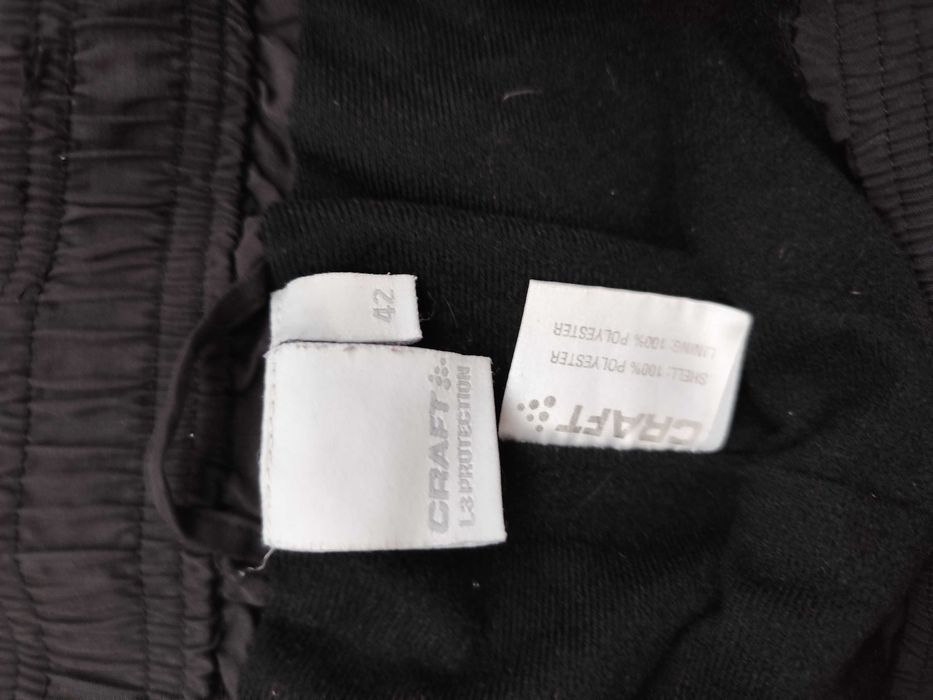 42
CRAFT
L3 PROTECTION
CRAFT
SHELL: 100% POLYESTER
LINING: 100% POLYESTER